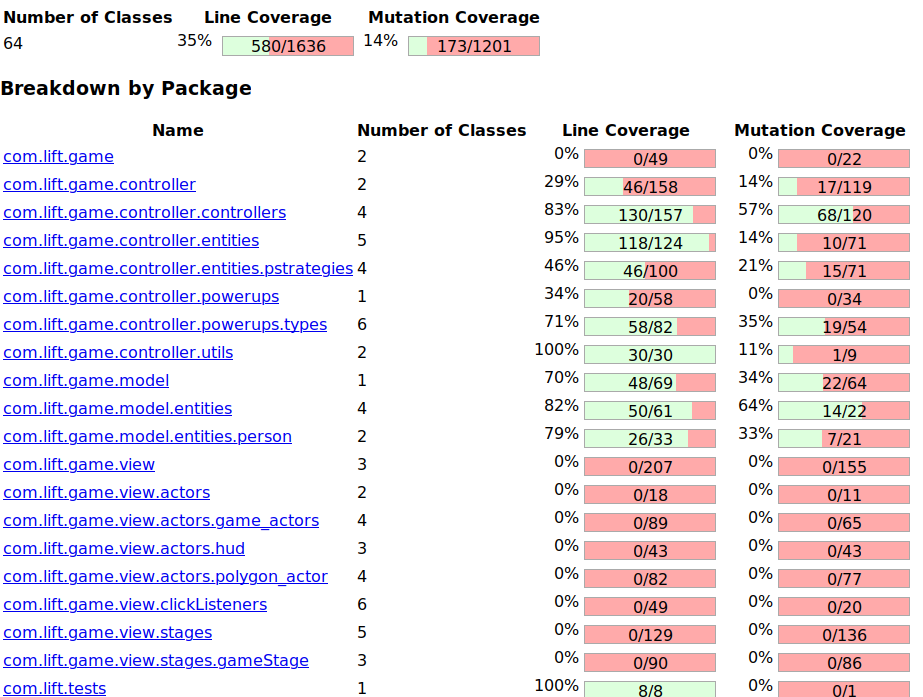 Number of Classes Line Coverage Mutation Coverage
64 35% 580/1636 14% 173/1201
Breakdown by Package
Name Number of Classes Line Coverage Mutation Coverage
com.lift.game 2 0% 0/49 0% 0/22
com.lift.game.controller 2 29% 46/158 14% 17/119
com.lift.game.controller.controllers 4 83% 130/157 57% 68/120
com.lift.game.controller.entities 5 95% 118/124 14% 10/71
com.lift.game.controller.entities.pstrategies 4 46% 46/100 21% 15/71
com.lift.game.controller.powerups 1 34% 20/58 0% 0/34
com.lift.game.controller.powerups.types 6 71% 58/82 35% 19/54
com.lift.game.controller.utils 2 100% 30/30 11% 1/9
com.lift.game.model 1 70% 48/69 34% 22/64
com.lift.game.model.entities 4 82% 50/61 64% 14/22
com.lift.game.model.entities.person 2 79% 26/33 33% 7/21
com.lift.game.view 3 0% 0/207 0% 0/155
com.lift.game.view.actors 2 0% 0/18 0% 0/11
com.lift.game.view.actors.game_actors 4 0% 0/89 0% 0/65
com.lift.game.view.actors.hud 3 0% 0/43 0% 0/43
com.lift.game.view.actors.polygon_actor 4 0% 0/82 0% 0/77
com.lift.game.view.clickListeners 6 0% 0/49 0% 0/20
com.lift.game.view.stages 5 0% 0/129 0% 0/136
com.lift.game.view.stages.gameStage 3 0% 0/90 0% 0/86
com.lift.tests 1 100% 8/8 0% 0/1